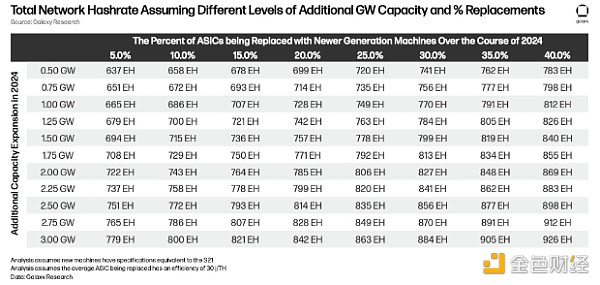 Total Network Hashrate Assuming Different Levels of Additional GW Capacity and % Replacements
Source: Galaxy Research
galaxy
The Percent of ASICs being Replaced with Newer Generation Machines Over the Course of 2024
5.0% 10.0% 15.0% 20.0% 25.0% 30.0% 35.0% 40.0%
Additional Capacity Expansion in 2024
0.50 GW 637 EH 658 EH 678 EH 699 EH 720 EH 741 EH 762 EH 783 EH
0.75 GW 651 EH 672 EH 693 EH 714 EH 735 EH 756 EH 777 EH 798 EH
1.00 GW 665 EH 686 EH 707 EH 728 EH 749 EH 770 EH 791 EH 812 EH
1.25 GW 679 EH 700 EH 721 EH 742 EH 763 EH 784 EH 805 EH 826 EH
1.50 GW 694 EH 715 EH 736 EH 757 EH 778 EH 799 EH 819 EH 840 EH
1.75 GW 708 EH 729 EH 750 EH 771 EH 792 EH 813 EH 834 EH 855 EH
2.00 GW 722 EH 743 EH 764 EH 785 EH 806 EH 827 EH 848 EH 869 EH
2.25 GW 737 EH 758 EH 778 EH 799 EH 820 EH 841 EH 862 EH 883 EH
2.50 GW 751 EH 772 EH 793 EH 814 EH 835 EH 856 EH 877 EH 898 EH
2.75 GW 765 EH 786 EH 807 EH 828 EH 849 EH 870 EH 891 EH 912 EH
3.00 GW 779 EH 800 EH 821 EH 842 EH 863 EH 884 EH 905 EH 926 EH
Analysis assumes new machines have specifications equivalent to the S21
Analysis assumes the average ASIC being replaced has an efficiency of 30 j/TH
Data: Galaxy Research
金色财经